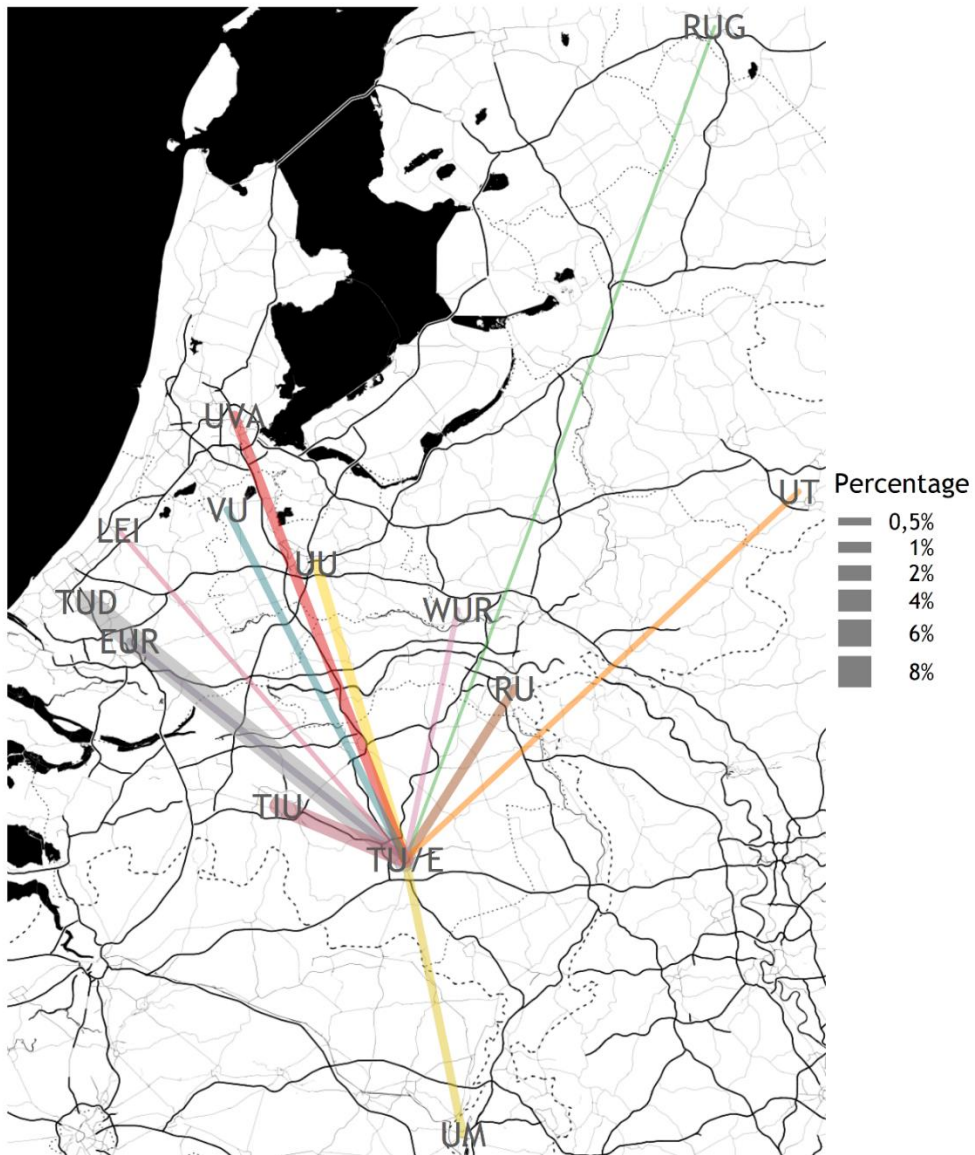 RUG
UVA
UT
VU
LEI
UU
TUD
WUR
EUR
RU
TIU
TU/E
UM
Percentage
0,5%
1%
2%
4%
6%
8%